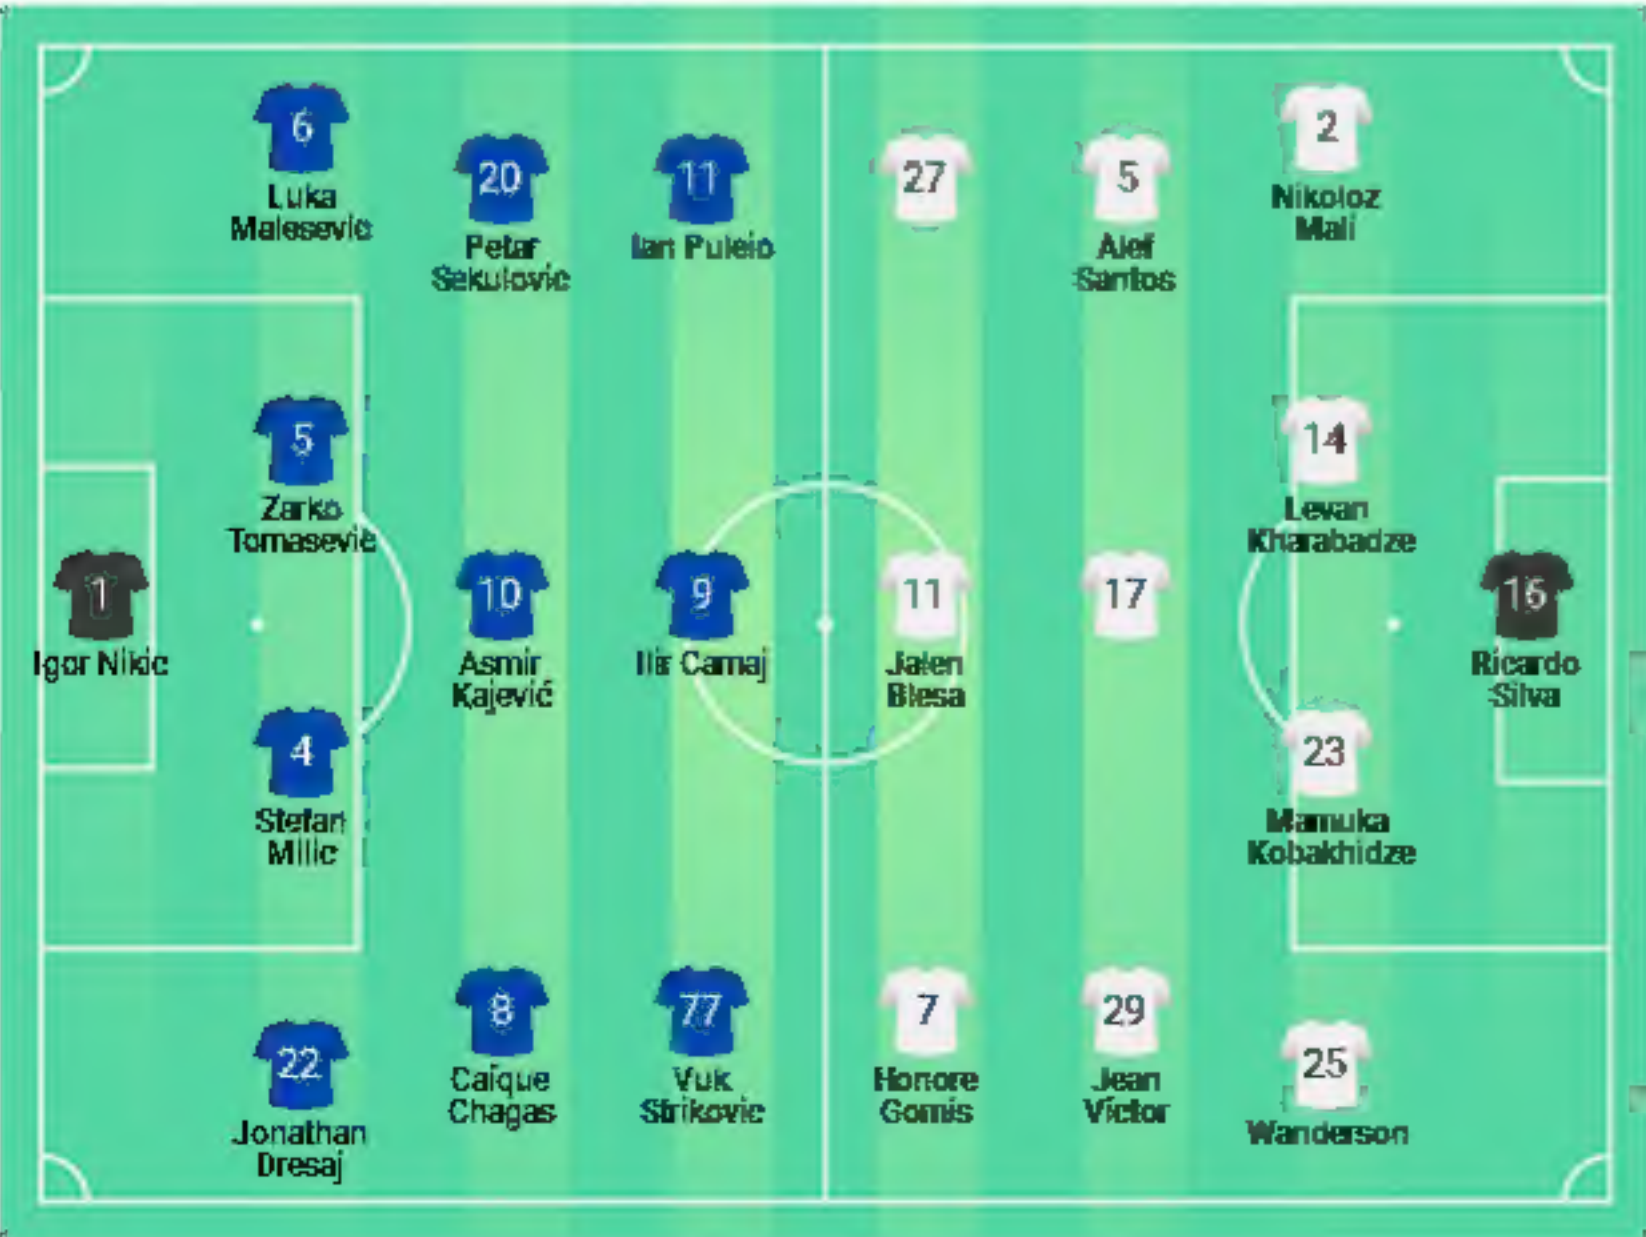 6
Luka
Malesevic
20
Petar
Sekulovic
11
Ian Puleio
27
5
Alef
Santos
2
Nikoloz
Mali
5
Zarko
Tomasevic
14
Levan
Kharabadze
1
Igor Nikic
10
Asmir
Kajević
9
Ilir Camaj
11
Jalen
Blesa
17
16
Ricardo
Silva
4
Stefan
Milic
23
Mamuka
Kobakhidze
22
Jonathan
Dresaj
8
Caíque
Chagas
77
Vuk
Strikovic
7
Honore
Gomis
29
Jean
Victor
25
Wanderson